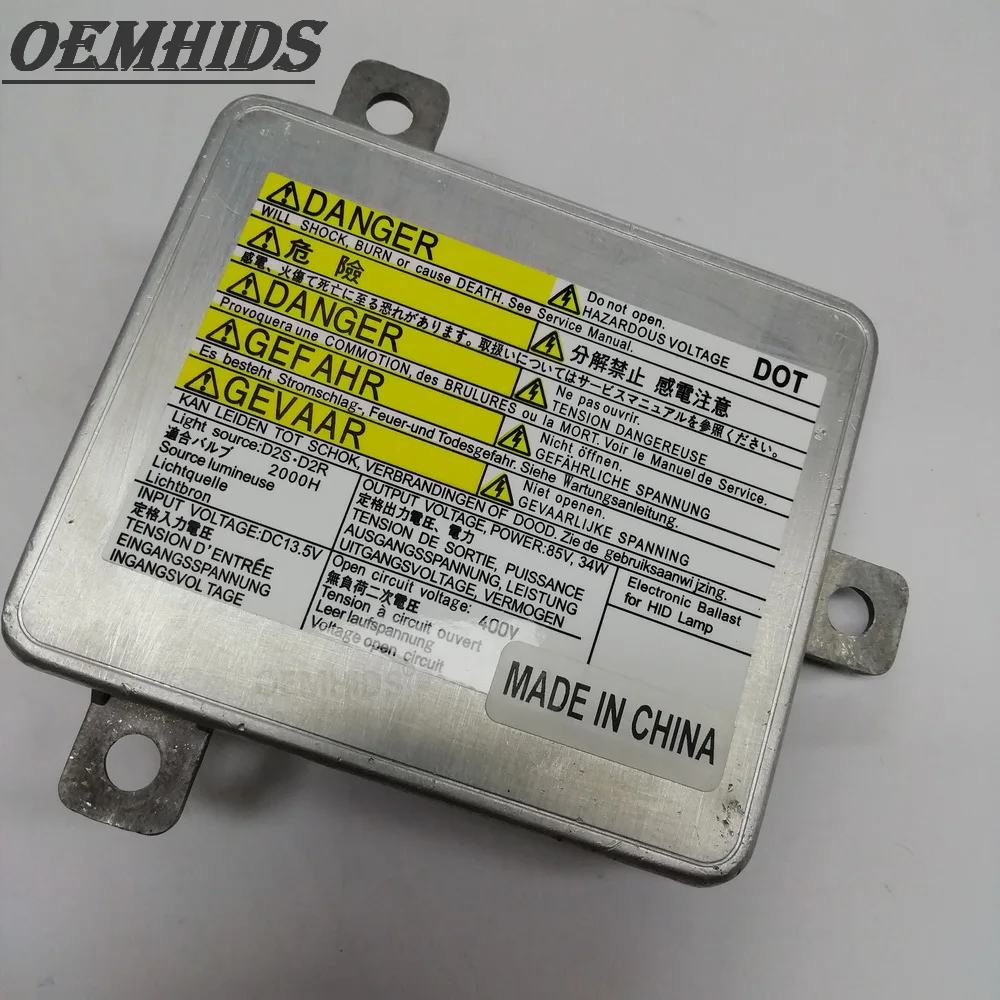 OEMHIDS
DANGER
WILL SHOCK, BURN or cause DEATH. See Service Manual.
Do not open.
HAZARDOUS VOLTAGE
DOT
危 険
感電、火傷て死亡に至る恐れがあります。取扱いについてはサービスマニュアルを参照ください。
分解禁止 感電注意
DANGER
Provoquera une COMMOTION, des BRULURES ou la MORT. Voir le Manuel de Service.
Ne pas ouvrir.
TENSION DANGEREUSE
GEFAHR
Es besteht Stromschlag-, Feuer-und Todesgefahr. Siehe Wartungsanleitung.
Nicht öffnen.
GEFÄHRLICHE SPANNUNG
GEVAAR
KAN LEIDEN TOT SCHOK, VERBRANDINGEN OF DOOD. Zie de gebruiksaanwijzing.
Niet openen.
GEVAARLIJKE SPANNING
Light source:D2S·D2R
適合バルブ 2000H
Source lumineuse
Lichtquelle
Lichtbron
INPUT VOLTAGE:DC13.5V
定格入力電圧
TENSION D'ENTRÉE
EINGANGSSPANNUNG
INGANGSVOLTAGE
OUTPUT VOLTAGE, POWER:85V, 34W
定格出力電圧、電力
TENSION DE SORTIE, PUISSANCE
AUSGANGSSPANNUNG, LEISTUNG
UITGANGSVOLTAGE, VERMOGEN
Open circuit voltage:
無負荷二次電圧 400V
Tension à circuit ouvert
Leerlaufspannung
Voltage open circuit
Electronic Ballast
for HID Lamp
OEMHIDS
MADE IN CHINA